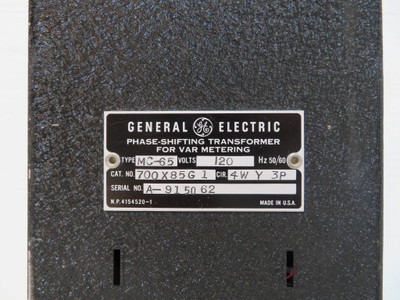 GENERAL GE ELECTRIC
PHASE-SHIFTING TRANSFORMER
FOR VAR METERING
TYPE MC-65 VOLTS 120 Hz 50/60
CAT. NO. 700X85G1 CIR. 4W Y 3P
SERIAL NO. A-915062
N.P. 4154520-1 MADE IN U.S.A.